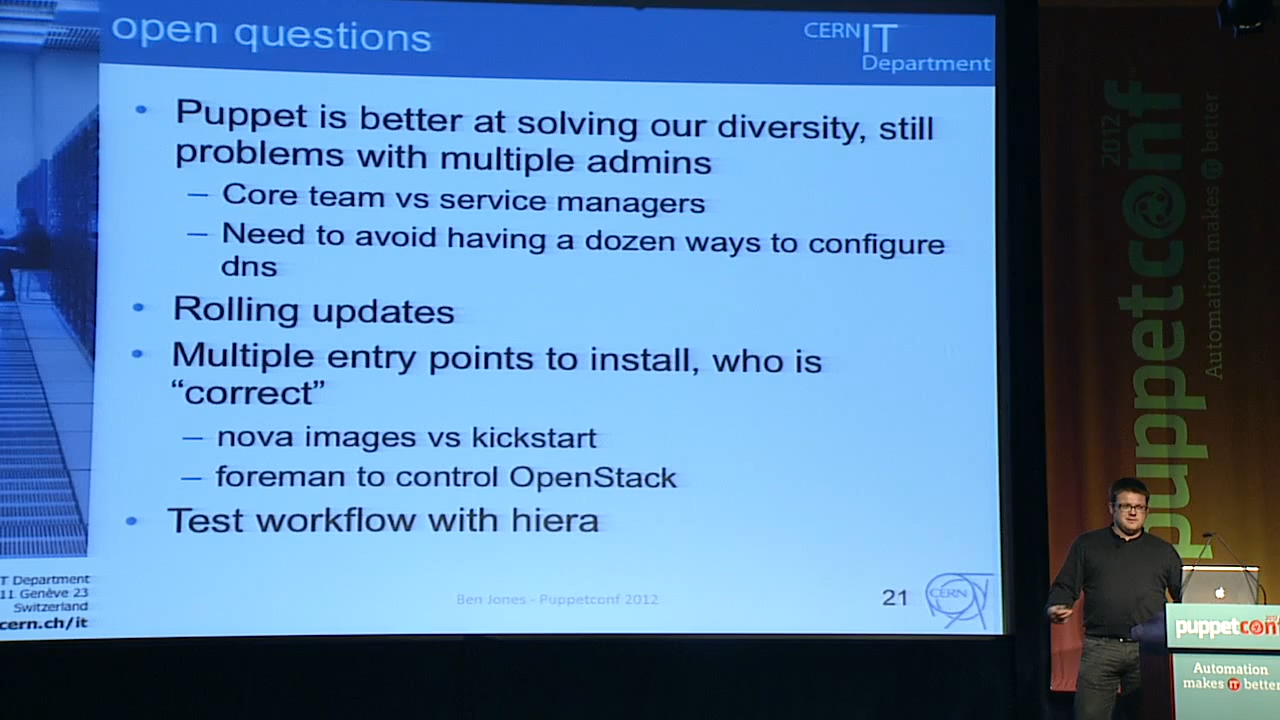 open questions
CERN IT
Department
• Puppet is better at solving our diversity, still
problems with multiple admins
– Core team vs service managers
– Need to avoid having a dozen ways to configure
dns
• Rolling updates
• Multiple entry points to install, who is
“correct”
– nova images vs kickstart
– foreman to control OpenStack
• Test workflow with hiera
T Department
11 Genève 23
Switzerland
cern.ch/it
Ben Jones - Puppetconf 2012
21
CERN
puppetconf
2012
Automation makes IT better
puppetconf
Automation
makes IT better